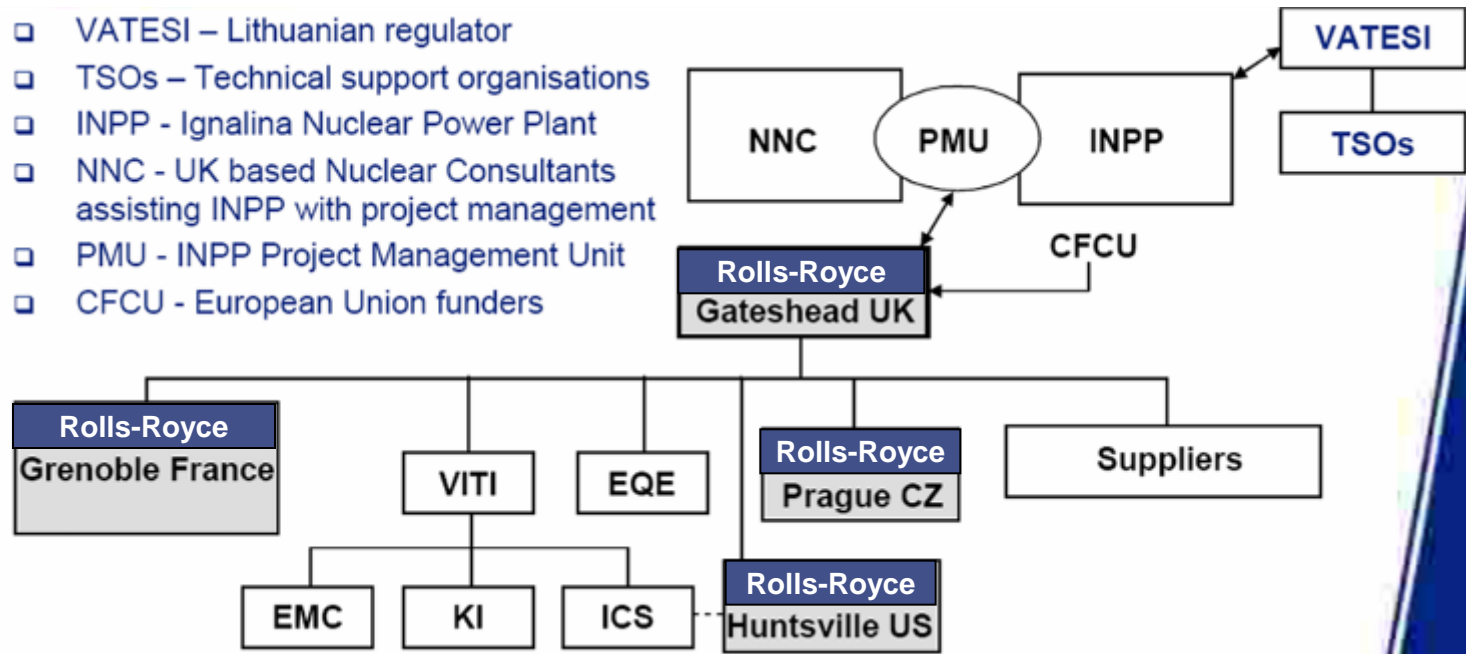 VATESI – Lithuanian regulator
TSOs – Technical support organisations
INPP - Ignalina Nuclear Power Plant
NNC - UK based Nuclear Consultants
assisting INPP with project management
PMU - INPP Project Management Unit
CFCU - European Union funders
VATESI
TSOs
NNC
PMU
INPP
CFCU
Rolls-Royce
Gateshead UK
Rolls-Royce
Grenoble France
VITI
EQE
Rolls-Royce
Prague CZ
Suppliers
EMC
KI
ICS
Rolls-Royce
Huntsville US